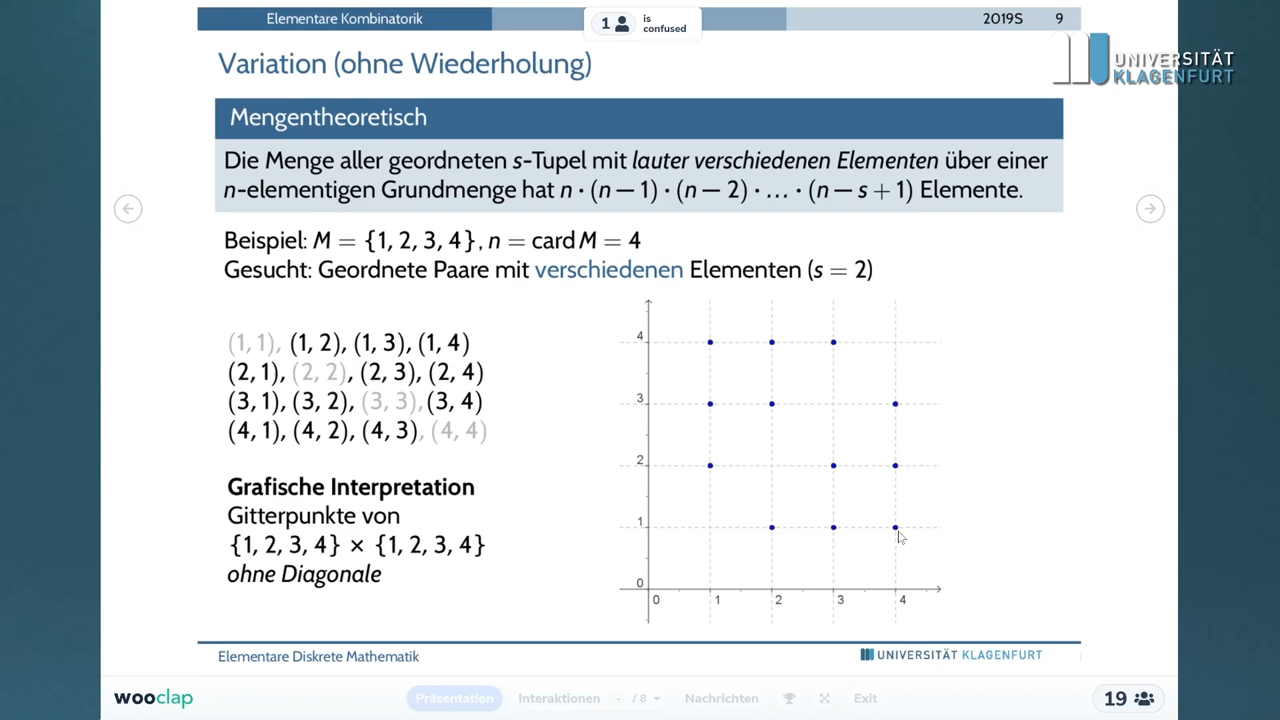 Elementare Kombinatorik
2019S 9
1 is confused
Variation (ohne Wiederholung)
UNIVERSITÄT
KLAGENFURT
Mengentheoretisch
Die Menge aller geordneten s-Tupel mit lauter verschiedenen Elementen über einer
n-elementigen Grundmenge hat n · (n − 1) · (n − 2) · … · (n − s + 1) Elemente.
Beispiel: M = {1, 2, 3, 4}, n = card M = 4
Gesucht: Geordnete Paare mit verschiedenen Elementen (s = 2)
(1, 1), (1, 2), (1, 3), (1, 4)
(2, 1), (2, 2), (2, 3), (2, 4)
(3, 1), (3, 2), (3, 3), (3, 4)
(4, 1), (4, 2), (4, 3), (4, 4)
Grafische Interpretation
Gitterpunkte von
{1, 2, 3, 4} × {1, 2, 3, 4}
ohne Diagonale
4
3
2
1
0
0 1 2 3 4
Elementare Diskrete Mathematik
UNIVERSITÄT KLAGENFURT
wooclap
Präsentation Interaktionen - / 8 Nachrichten Exit
19